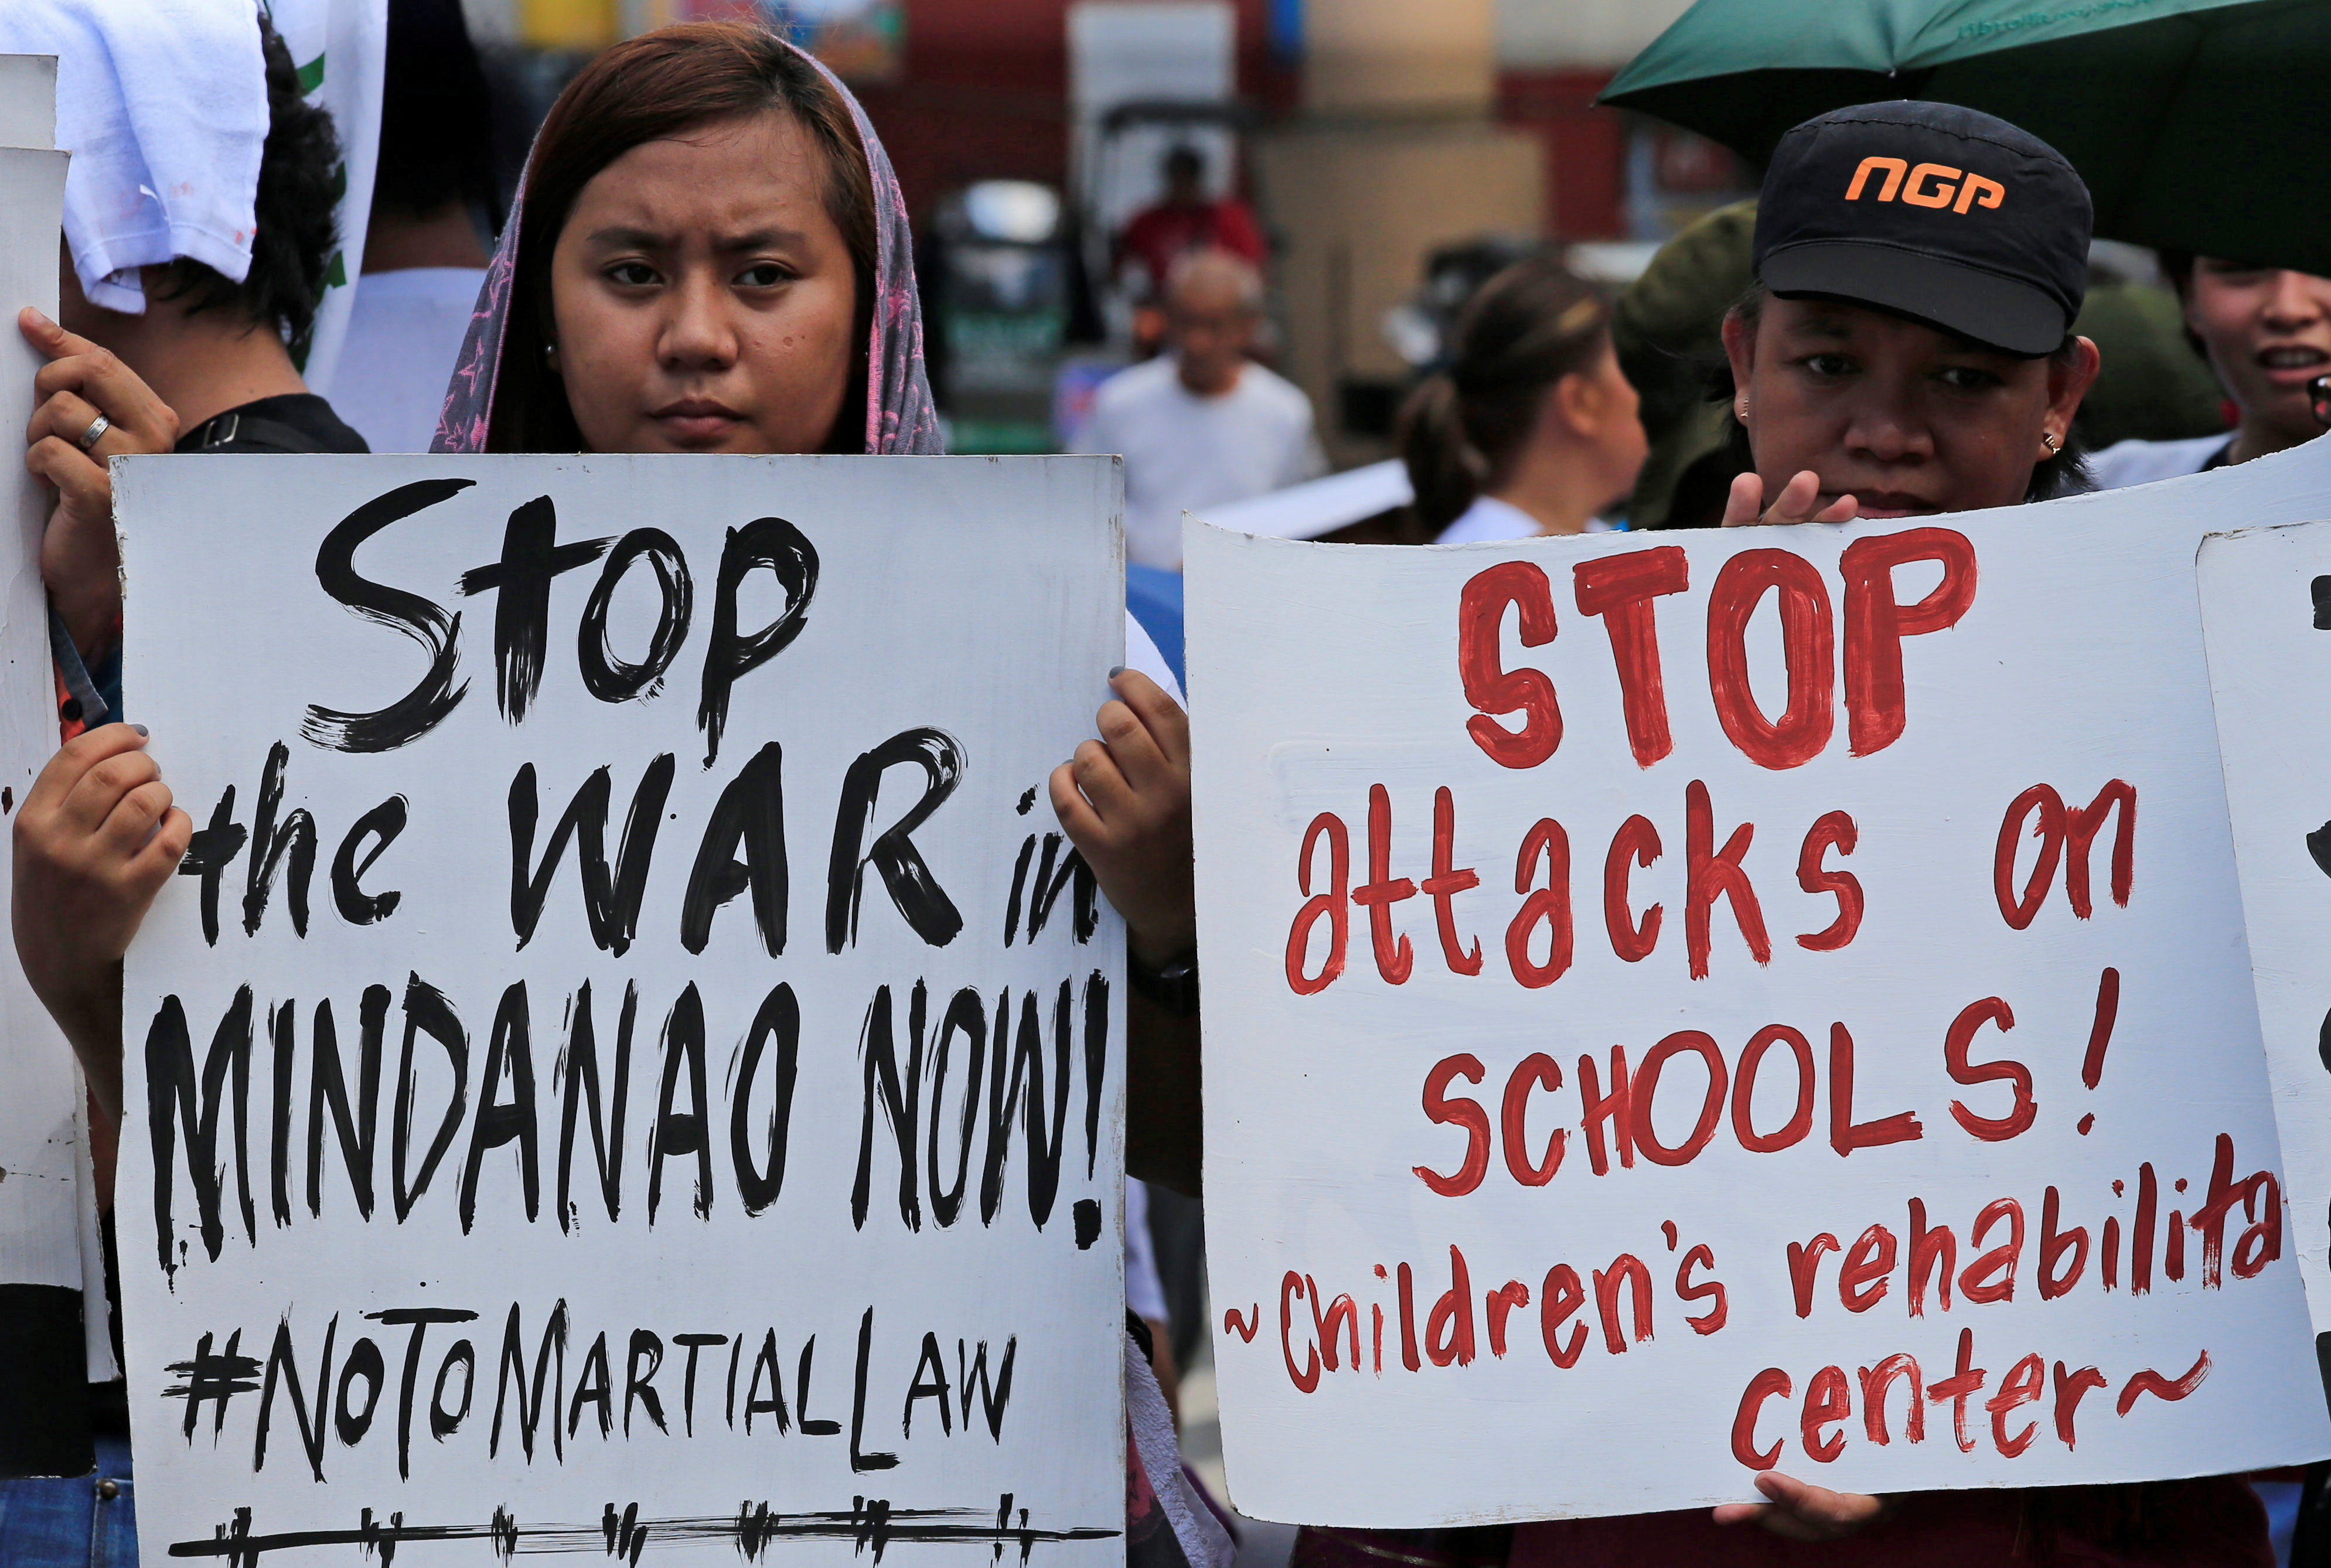 NGP
Stop
the WAR in
MINDANAO NOW!
#NOTOMARTIALLAW
STOP
attacks on
SCHOOLS!
~Children's rehabilita
center~